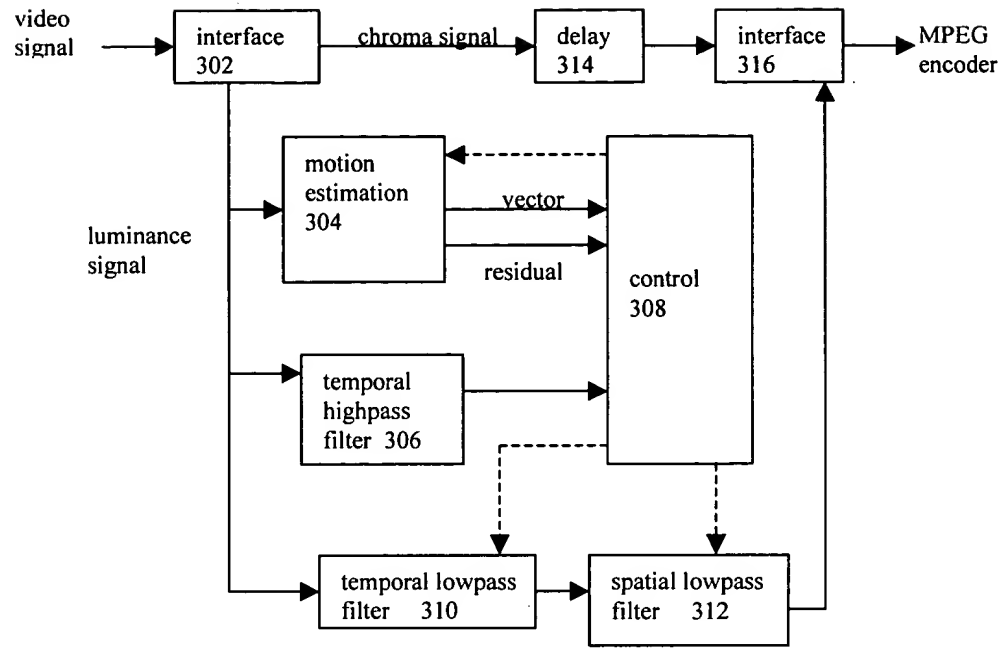 video
signal
interface
302
chroma signal
delay
314
interface
316
MPEG
encoder
motion
estimation
304
vector
residual
luminance
signal
control
308
temporal
highpass
filter 306
temporal lowpass
filter 310
spatial lowpass
filter 312